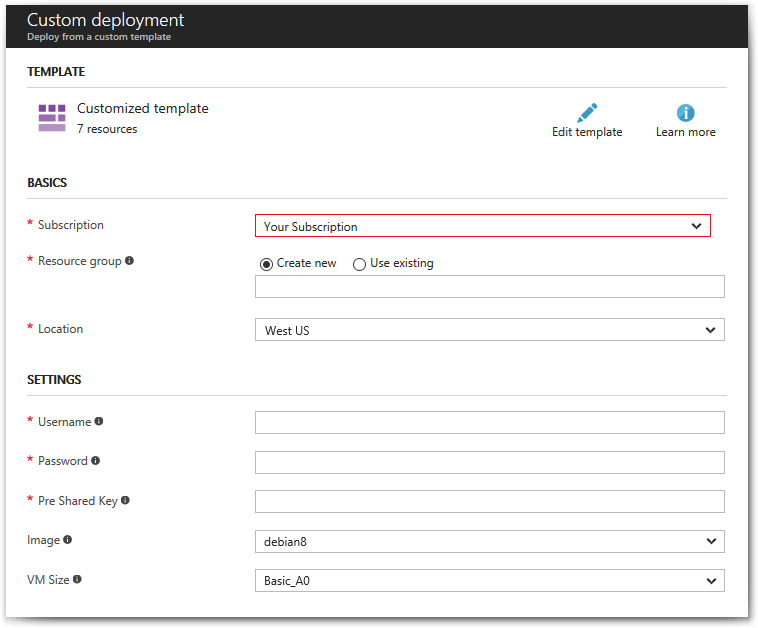 Custom deployment
Deploy from a custom template
TEMPLATE
Customized template
7 resources
Edit template
Learn more
BASICS
* Subscription
Your Subscription
* Resource group
Create new
Use existing
* Location
West US
SETTINGS
* Username
* Password
* Pre Shared Key
Image
debian8
VM Size
Basic_A0